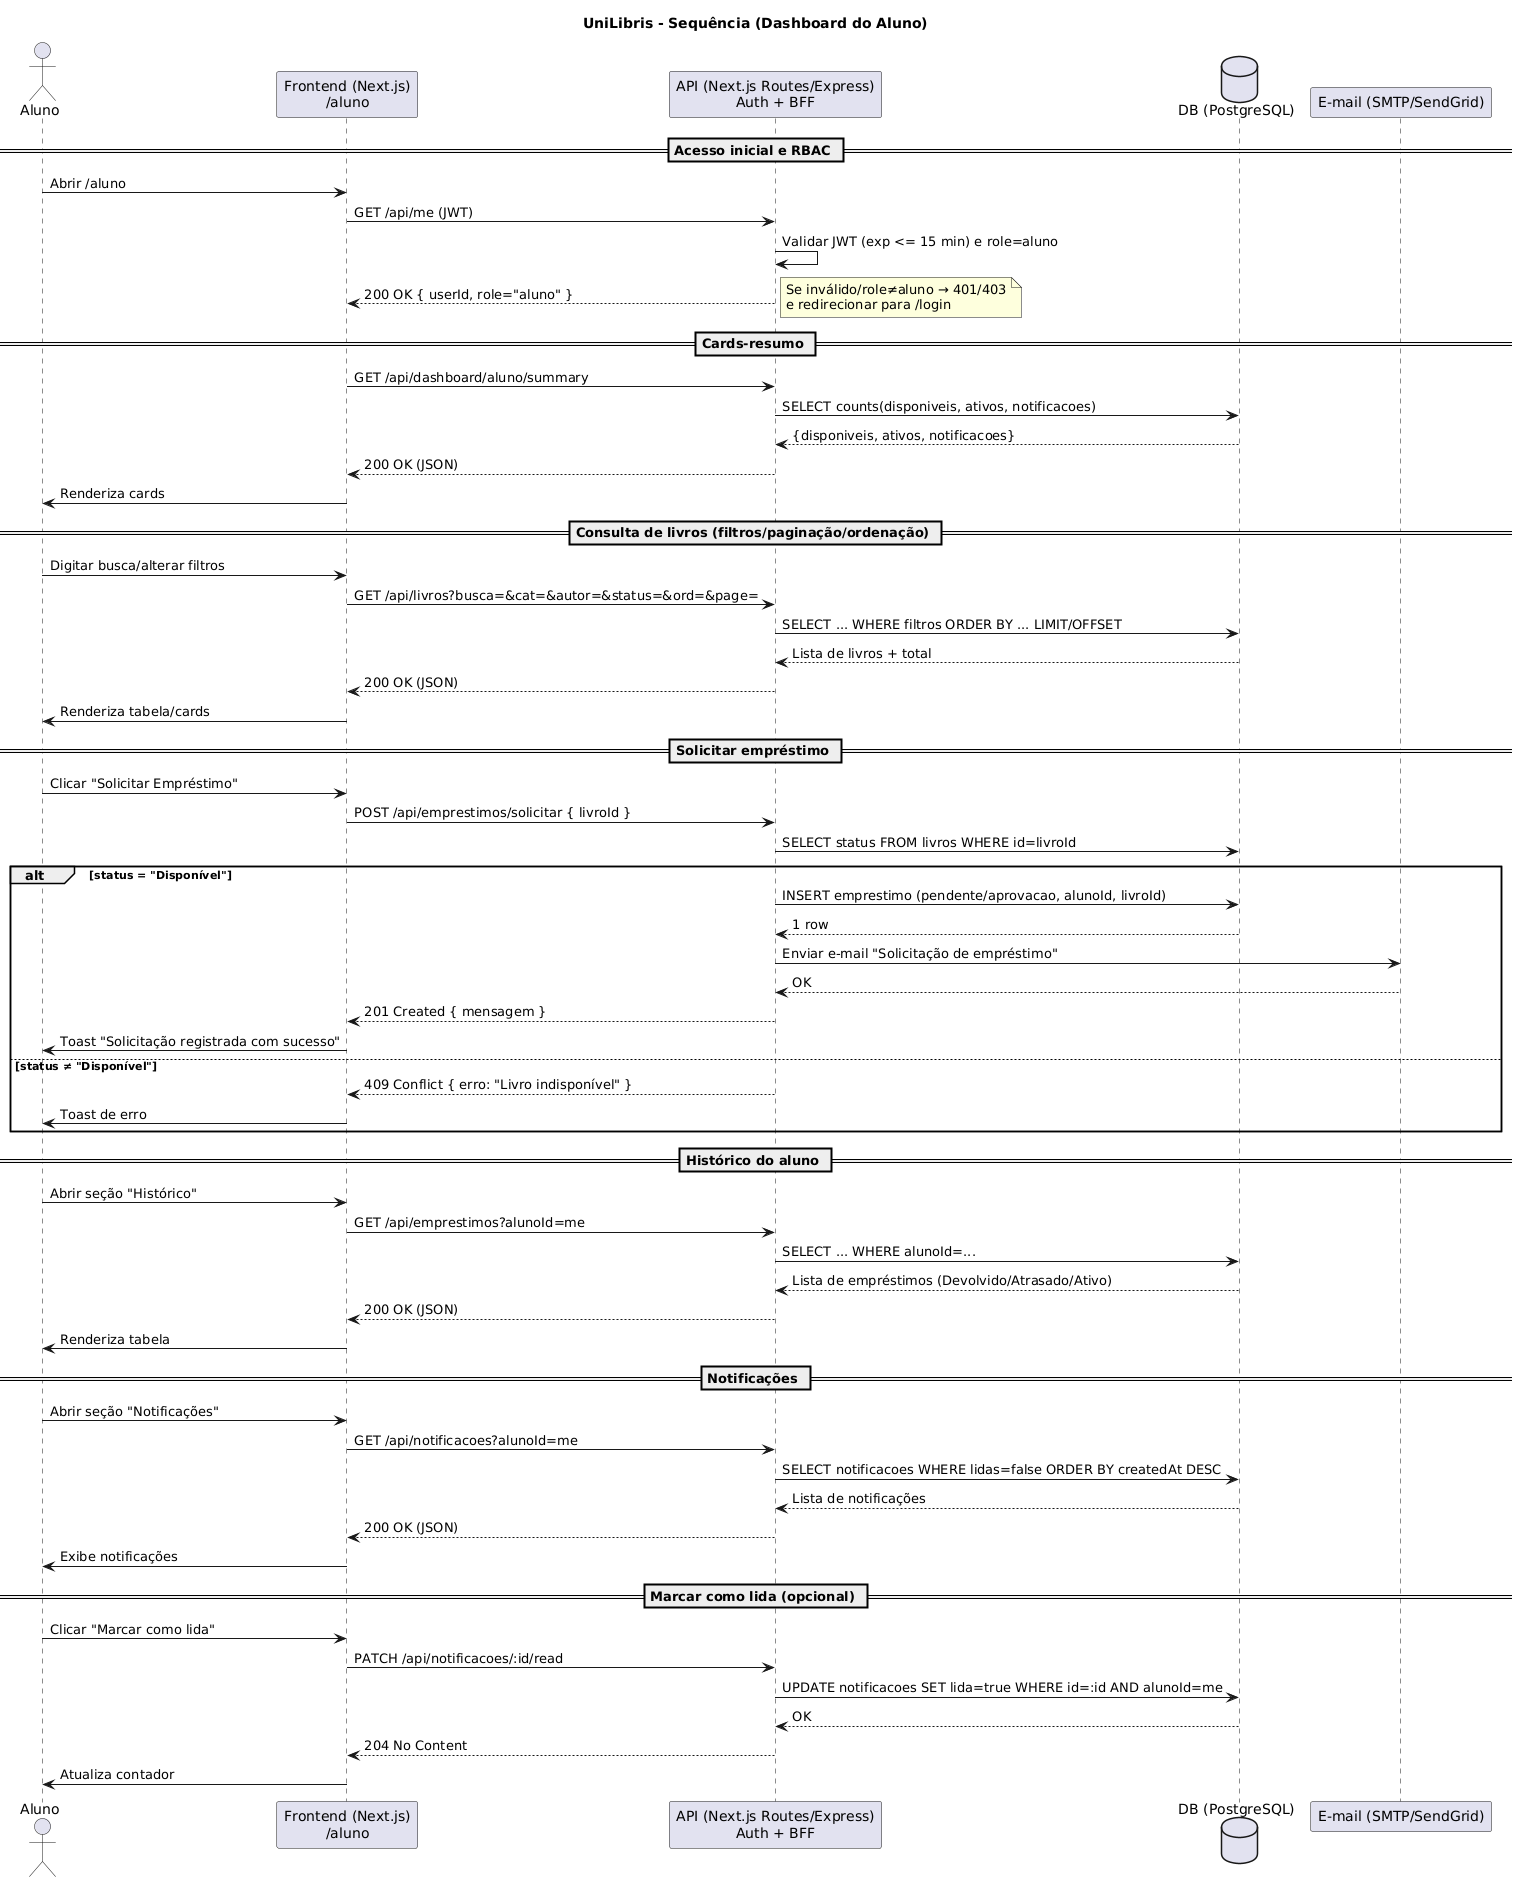 UniLibris - Sequência (Dashboard do Aluno)
Aluno
Frontend (Next.js)
/aluno
API (Next.js Routes/Express)
Auth + BFF
DB (PostgreSQL)
E-mail (SMTP/SendGrid)
Acesso inicial e RBAC
Abrir /aluno
GET /api/me (JWT)
Validar JWT (exp <= 15 min) e role=aluno
200 OK { userId, role="aluno" }
Se inválido/role≠aluno → 401/403
e redirecionar para /login
Cards-resumo
GET /api/dashboard/aluno/summary
SELECT counts(disponiveis, ativos, notificacoes)
{disponiveis, ativos, notificacoes}
200 OK (JSON)
Renderiza cards
Consulta de livros (filtros/paginação/ordenação)
Digitar busca/alterar filtros
GET /api/livros?busca=&cat=&autor=&status=&ord=&page=
SELECT ... WHERE filtros ORDER BY ... LIMIT/OFFSET
Lista de livros + total
200 OK (JSON)
Renderiza tabela/cards
Solicitar empréstimo
Clicar "Solicitar Empréstimo"
POST /api/emprestimos/solicitar { livroId }
SELECT status FROM livros WHERE id=livroId
alt [status = "Disponível"]
INSERT emprestimo (pendente/aprovacao, alunoId, livroId)
1 row
Enviar e-mail "Solicitação de empréstimo"
OK
201 Created { mensagem }
Toast "Solicitação registrada com sucesso"
[status ≠ "Disponível"]
409 Conflict { erro: "Livro indisponível" }
Toast de erro
Histórico do aluno
Abrir seção "Histórico"
GET /api/emprestimos?alunoId=me
SELECT ... WHERE alunoId=...
Lista de empréstimos (Devolvido/Atrasado/Ativo)
200 OK (JSON)
Renderiza tabela
Notificações
Abrir seção "Notificações"
GET /api/notificacoes?alunoId=me
SELECT notificacoes WHERE lidas=false ORDER BY createdAt DESC
Lista de notificações
200 OK (JSON)
Exibe notificações
Marcar como lida (opcional)
Clicar "Marcar como lida"
PATCH /api/notificacoes/:id/read
UPDATE notificacoes SET lida=true WHERE id=:id AND alunoId=me
OK
204 No Content
Atualiza contador
Aluno
Frontend (Next.js)
/aluno
API (Next.js Routes/Express)
Auth + BFF
DB (PostgreSQL)
E-mail (SMTP/SendGrid)